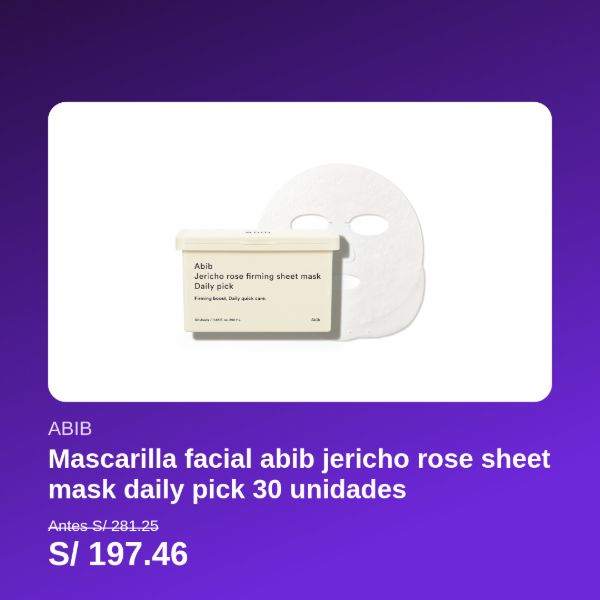 Abib
Jericho rose firming sheet mask
Daily pick
Firming boost, Daily quick care.
Abib
ABIB
Mascarilla facial abib jericho rose sheet
mask daily pick 30 unidades
Antes S/ 281.25
S/ 197.46